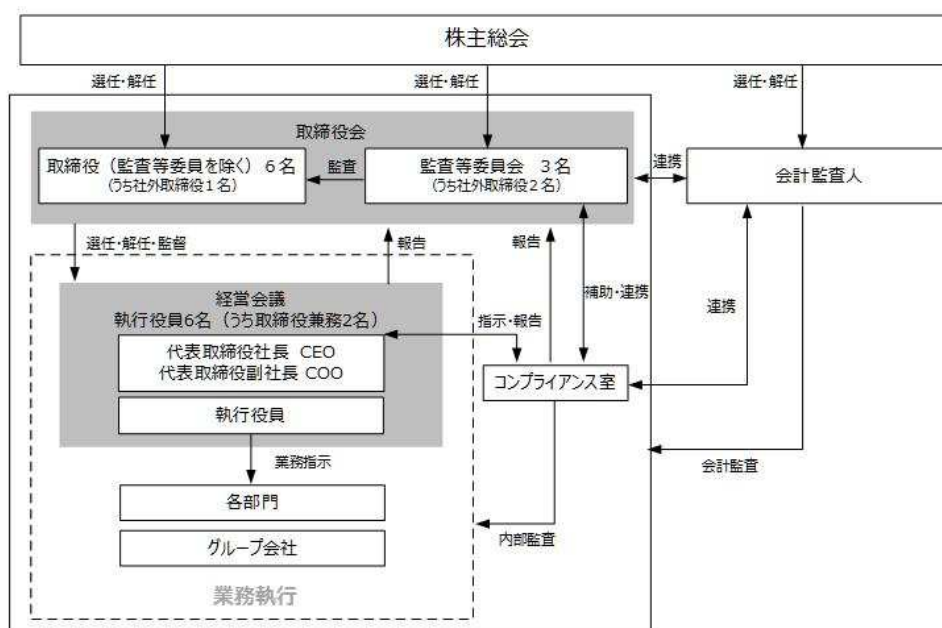 株主総会
選任・解任
選任・解任
選任・解任
取締役会
取締役（監査等委員を除く）６名
（うち社外取締役１名）
監査
監査等委員会　３名
（うち社外取締役２名）
連携
会計監査人
選任・解任・監督
報告
報告
経営会議
執行役員6名（うち取締役兼務2名）
指示・報告
補助・連携
連携
代表取締役社長 CEO
代表取締役副社長 COO
コンプライアンス室
執行役員
業務指示
会計監査
各部門
内部監査
グループ会社
業務執行